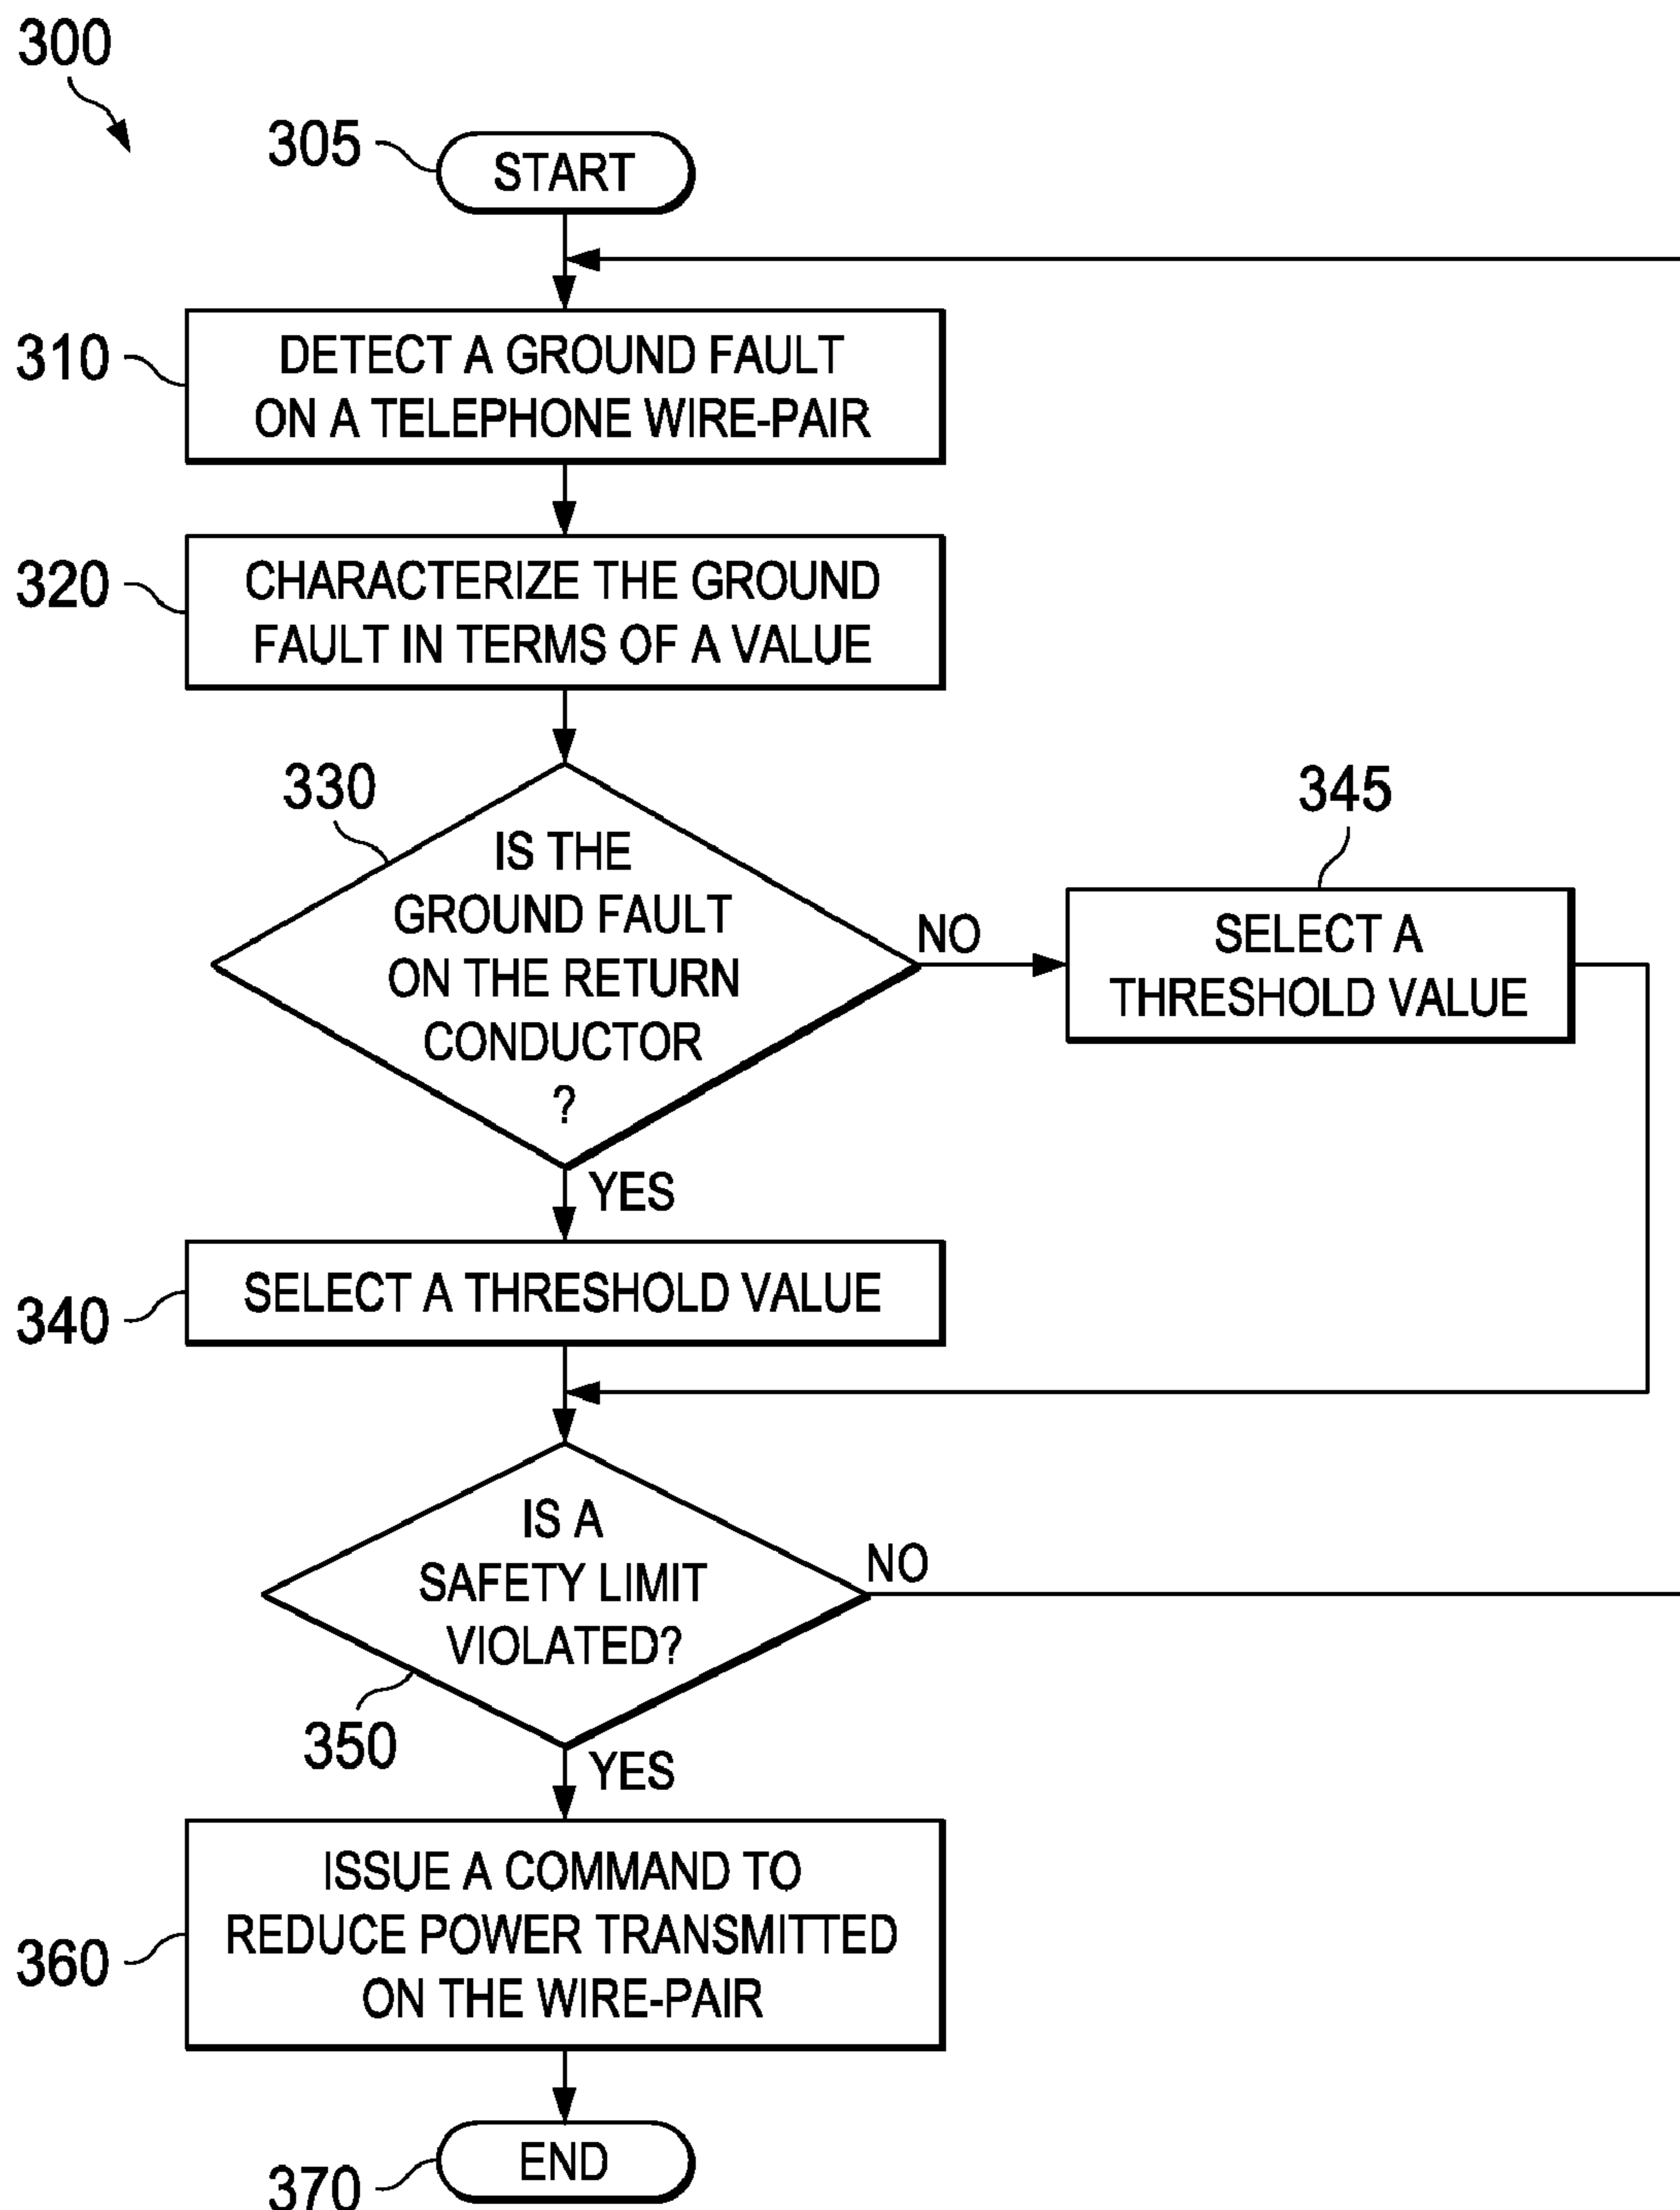 300
305
START
310
DETECT A GROUND FAULT
ON A TELEPHONE WIRE-PAIR
320
CHARACTERIZE THE GROUND
FAULT IN TERMS OF A VALUE
330
IS THE
GROUND FAULT
ON THE RETURN
CONDUCTOR
?
NO
345
SELECT A
THRESHOLD VALUE
YES
340
SELECT A THRESHOLD VALUE
IS A
SAFETY LIMIT
VIOLATED?
NO
350
YES
360
ISSUE A COMMAND TO
REDUCE POWER TRANSMITTED
ON THE WIRE-PAIR
370
END